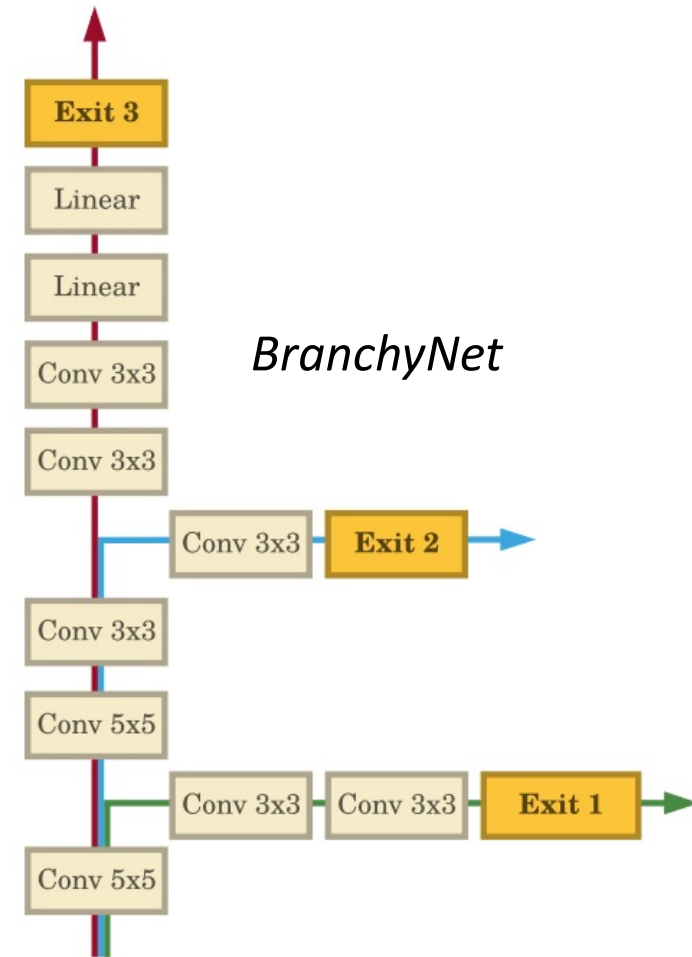 Exit 3
Linear
Linear
BranchyNet
Conv 3x3
Conv 3x3
Conv 3x3 Exit 2
Conv 3x3
Conv 5x5
Conv 3x3 Conv 3x3 Exit 1
Conv 5x5